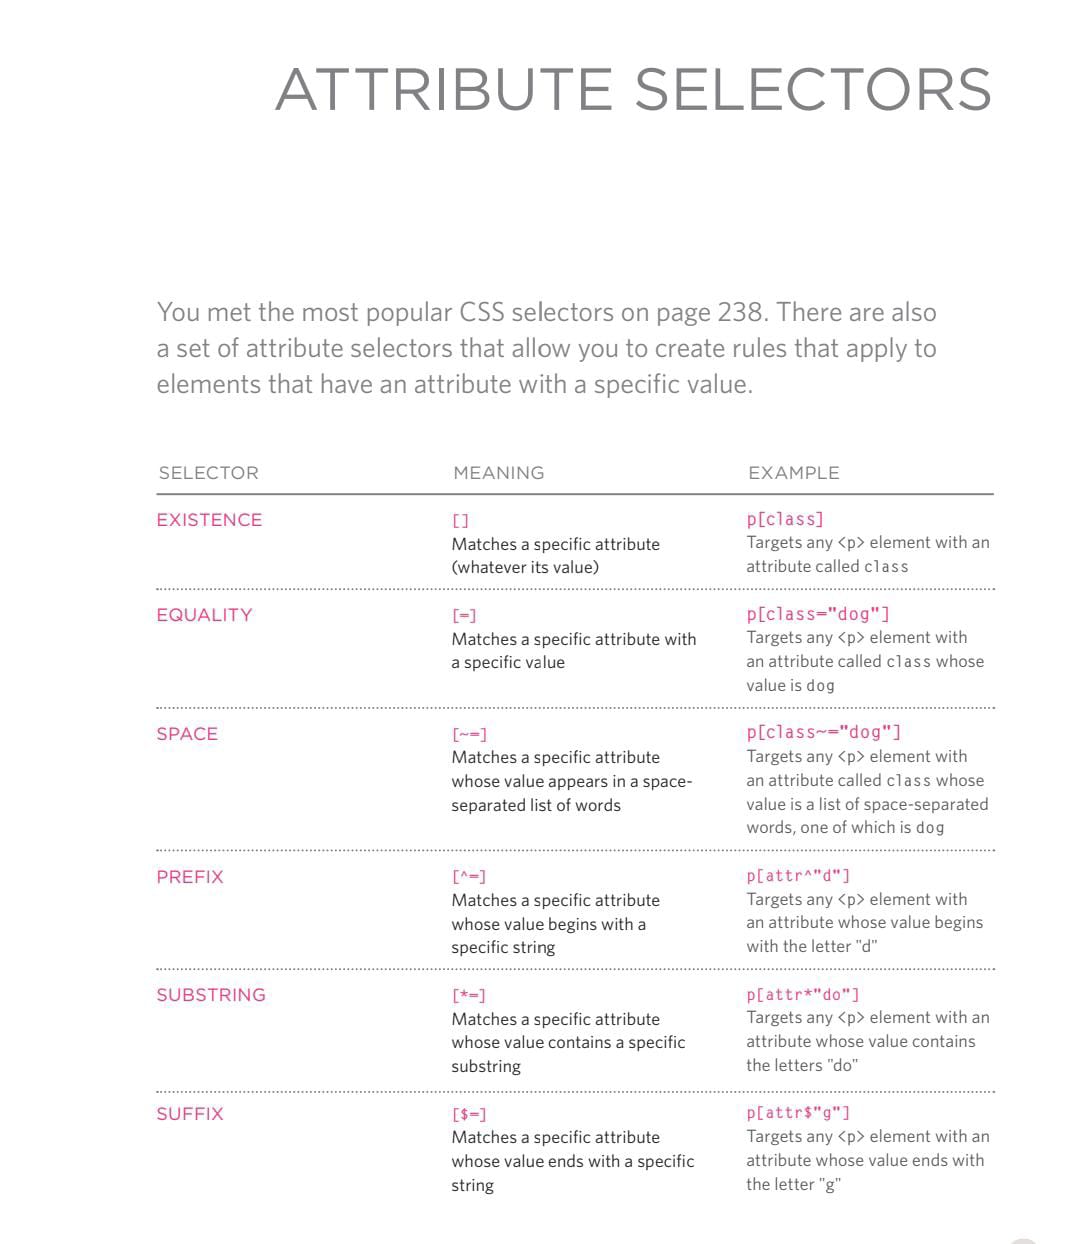 ATTRIBUTE SELECTORS
You met the most popular CSS selectors on page 238. There are also
a set of attribute selectors that allow you to create rules that apply to
elements that have an attribute with a specific value.
SELECTOR MEANING EXAMPLE
EXISTENCE
[]
Matches a specific attribute
(whatever its value)
p[class]
Targets any <p> element with an
attribute called class
EQUALITY
[=]
Matches a specific attribute with
a specific value
p[class="dog"]
Targets any <p> element with
an attribute called class whose
value is dog
SPACE
[~=]
Matches a specific attribute
whose value appears in a space-
separated list of words
p[class~="dog"]
Targets any <p> element with
an attribute called class whose
value is a list of space-separated
words, one of which is dog
PREFIX
[^=]
Matches a specific attribute
whose value begins with a
specific string
p[attr^"d"]
Targets any <p> element with
an attribute whose value begins
with the letter "d"
SUBSTRING
[*=]
Matches a specific attribute
whose value contains a specific
substring
p[attr*"do"]
Targets any <p> element with an
attribute whose value contains
the letters "do"
SUFFIX
[$=]
Matches a specific attribute
whose value ends with a specific
string
p[attr$"g"]
Targets any <p> element with an
attribute whose value ends with
the letter "g"